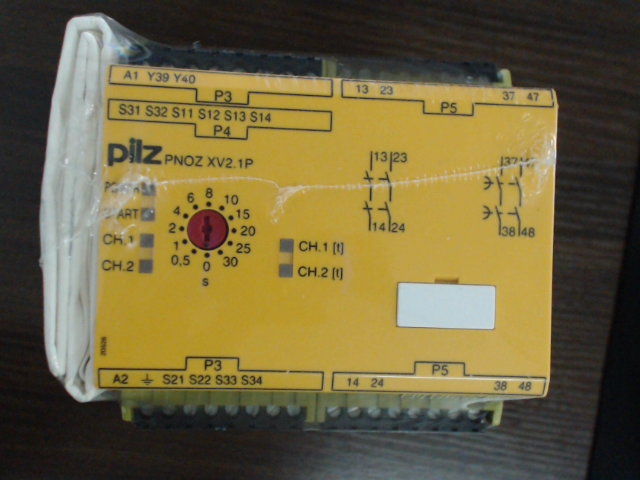 A1 Y39 Y40
P3
13 23
P5
37 47
S31 S32 S11 S12 S13 S14
P4
pilz PNOZ XV2.1P
13 23
START
CH.1
CH.2
0 0,5 1 2 4 6 8 10 15 20 25 30
s
CH.1 [t]
CH.2 [t]
14 24
38 48
P3
A2 S21 S22 S33 S34
P5
14 24
38 48